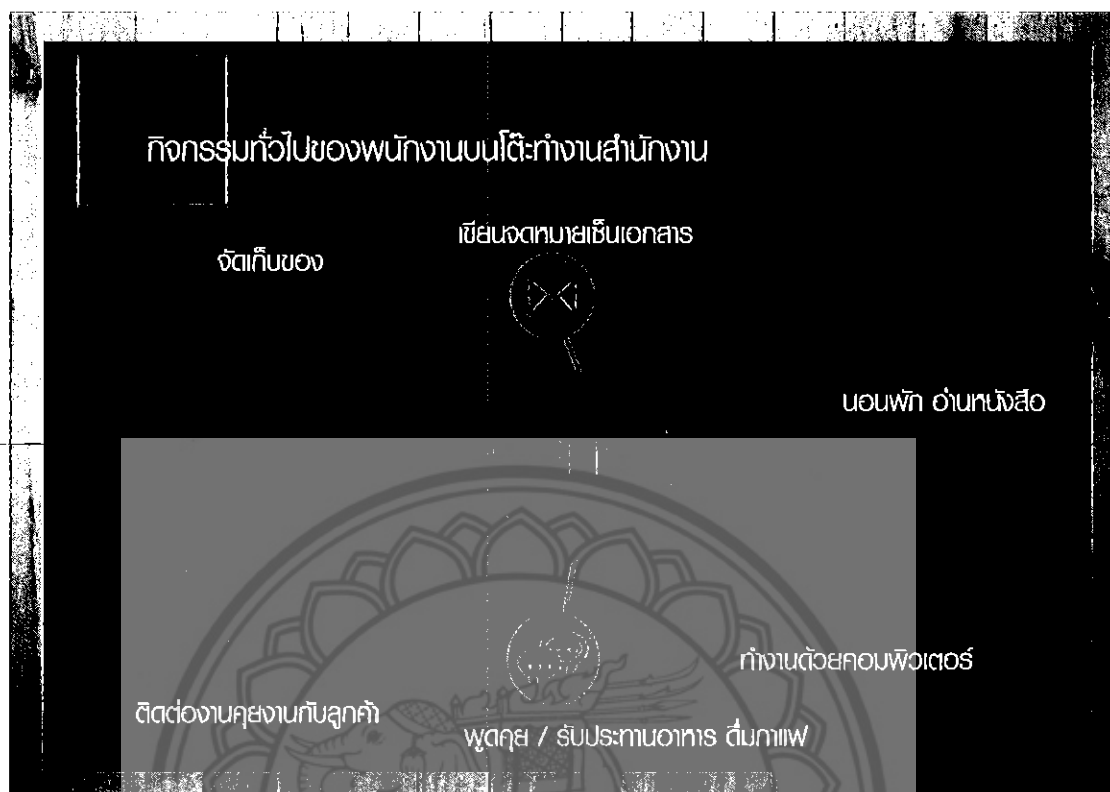 กิจกรรมทั่วไปของพนักงานบนโต๊ะทำงานสำนักงาน
เขียนจดหมายเซ็นเอกสาร
จัดเก็บของ
นอนพัก อ่านหนังสือ
ทำงานด้วยคอมพิวเตอร์
ติดต่องานคุยงานกับลูกค้า
พูดคุย / รับประทานอาหาร ดื่มกาแฟ